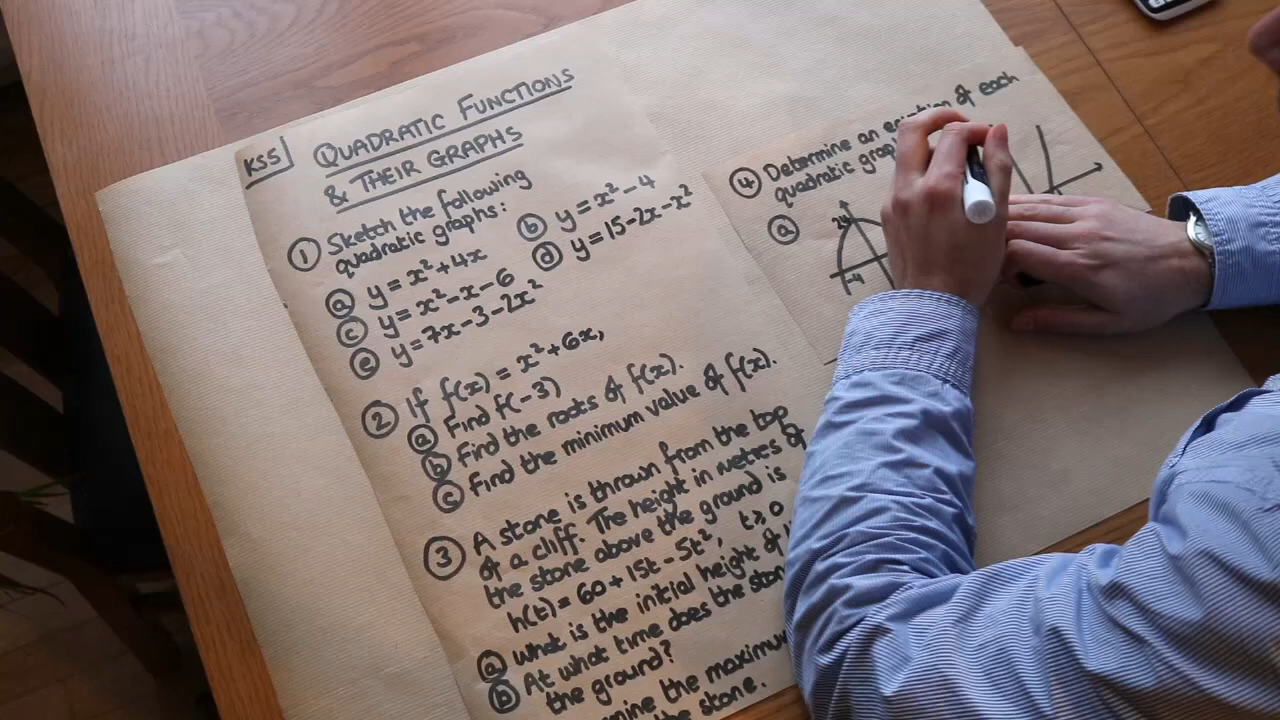 KS5
QUADRATIC FUNCTIONS
& THEIR GRAPHS
① Sketch the following
quadratic graphs:
ⓐ y = x² + 4x
ⓑ y = x² - 4
ⓒ y = x² - x - 6
ⓓ y = 15 - 2x - x²
ⓔ y = 7x - 3 - 2x²
② If f(x) = x² + 6x,
ⓐ Find f(-3)
ⓑ Find the roots of f(x).
ⓒ Find the minimum value of f(x).
③ A stone is thrown from the top
of a cliff. The height in metres of
the stone above the ground is
h(t) = 60 + 15t - 5t², t ≥ 0
ⓐ What is the initial height of
ⓑ At what time does the
the ground?
the stone.
④ Determine an equation of each
quadratic
ⓐ
-4